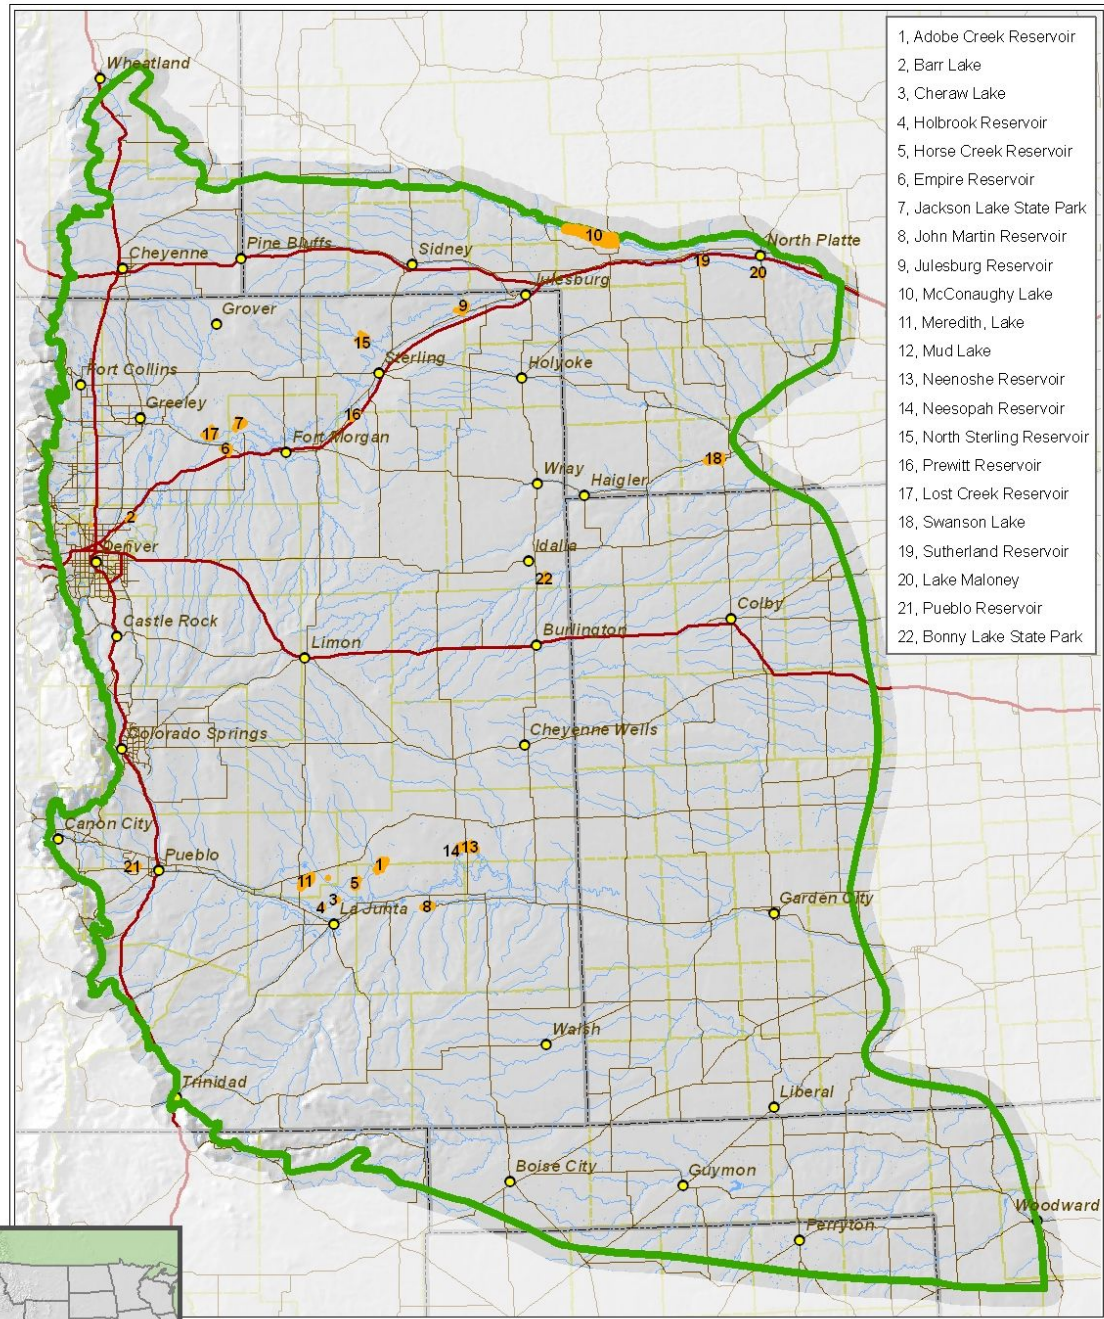 1, Adobe Creek Reservoir
2, Barr Lake
3, Cheraw Lake
4, Holbrook Reservoir
5, Horse Creek Reservoir
6, Empire Reservoir
7, Jackson Lake State Park
8, John Martin Reservoir
9, Julesburg Reservoir
10, McConaughy Lake
11, Meredith, Lake
12, Mud Lake
13, Neenoshe Reservoir
14, Neesopah Reservoir
15, North Sterling Reservoir
16, Prewitt Reservoir
17, Lost Creek Reservoir
18, Swanson Lake
19, Sutherland Reservoir
20, Lake Maloney
21, Pueblo Reservoir
22, Bonny Lake State Park
Wheatland
10
North Platte
Cheyenne
Pine Bluffs
Sidney
19
20
Julesburg
Grover
9
15
Sterling
Holyoke
Fort Collins
Greeley
16
17
7
6
Fort Morgan
18
Wray
Haigler
2
Denver
Idalia
22
Castle Rock
Colby
Limon
Burlington
Colorado Springs
Cheyenne Wells
Canon City
Pueblo
21
14
13
1
11
5
3
4
La Junta
8
Garden City
Walsh
Trinidad
Liberal
Boise City
Guymon
Woodward
Perryton